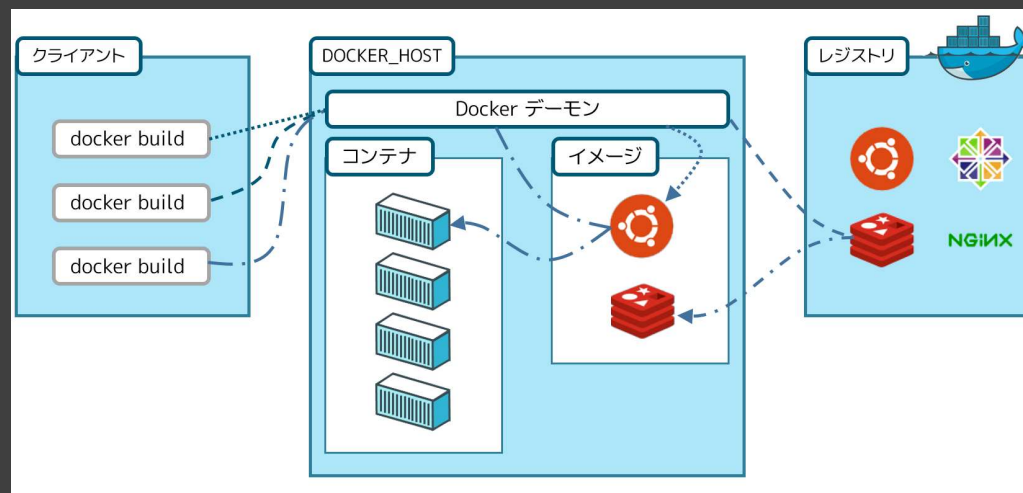 クライアント
docker build
docker build
docker build
DOCKER_HOST
Docker デーモン
コンテナ
イメージ
レジストリ
NGINX